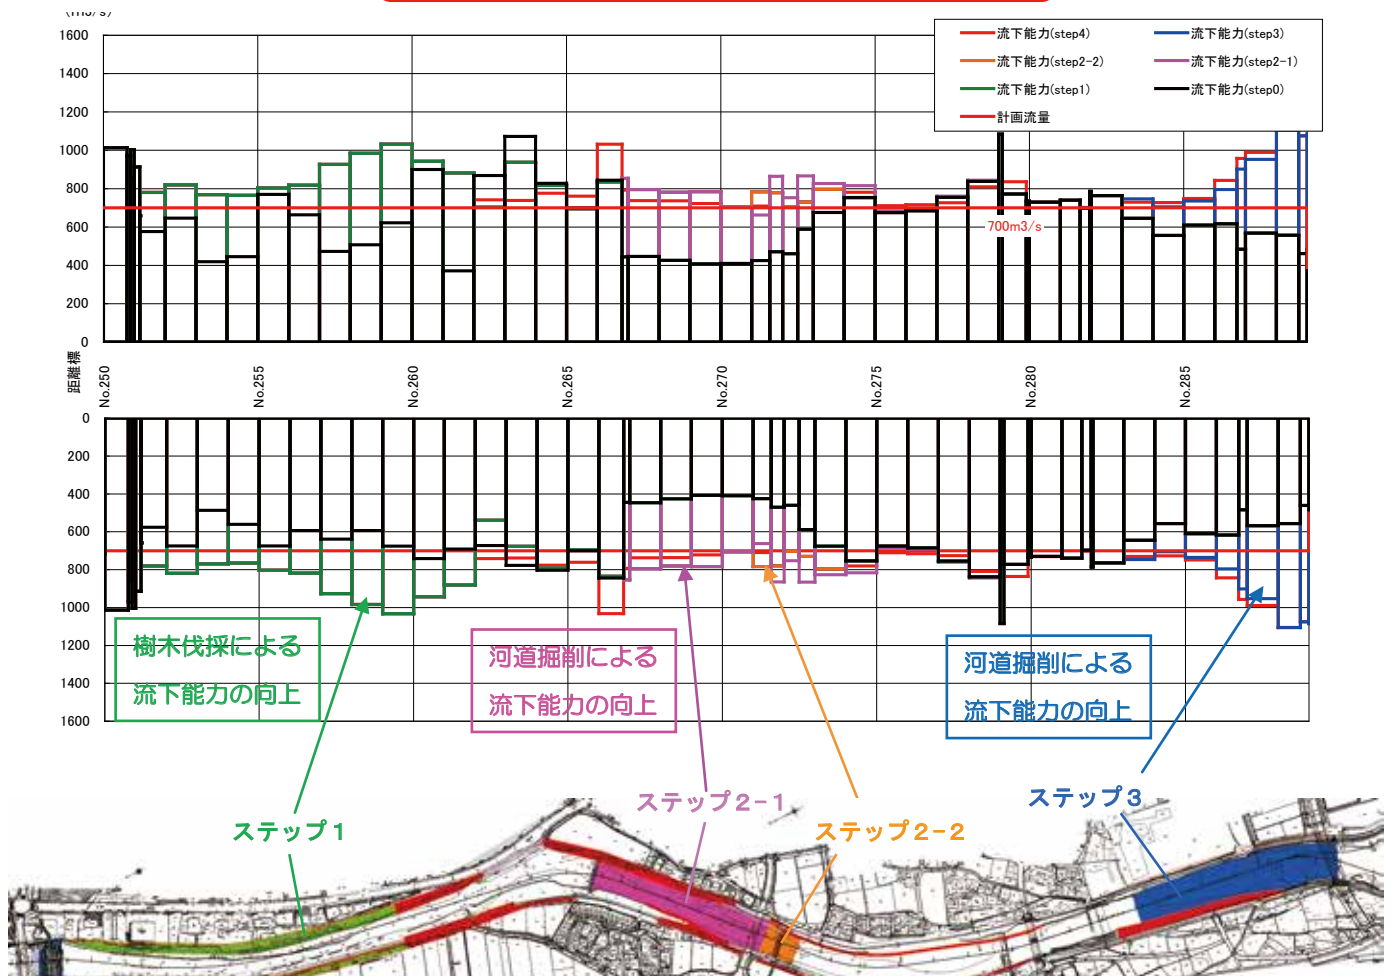 (m3/s)
1600
1400
1200
1000
800
600
400
200
0
流下能力(step4)
流下能力(step3)
流下能力(step2-2)
流下能力(step2-1)
流下能力(step1)
流下能力(step0)
計画流量
700m3/s
距離標
No.250
No.255
No.260
No.265
No.270
No.275
No.280
No.285
0
200
400
600
800
1000
1200
1400
1600
樹木伐採による
流下能力の向上
河道掘削による
流下能力の向上
河道掘削による
流下能力の向上
ステップ1
ステップ2-1
ステップ2-2
ステップ3